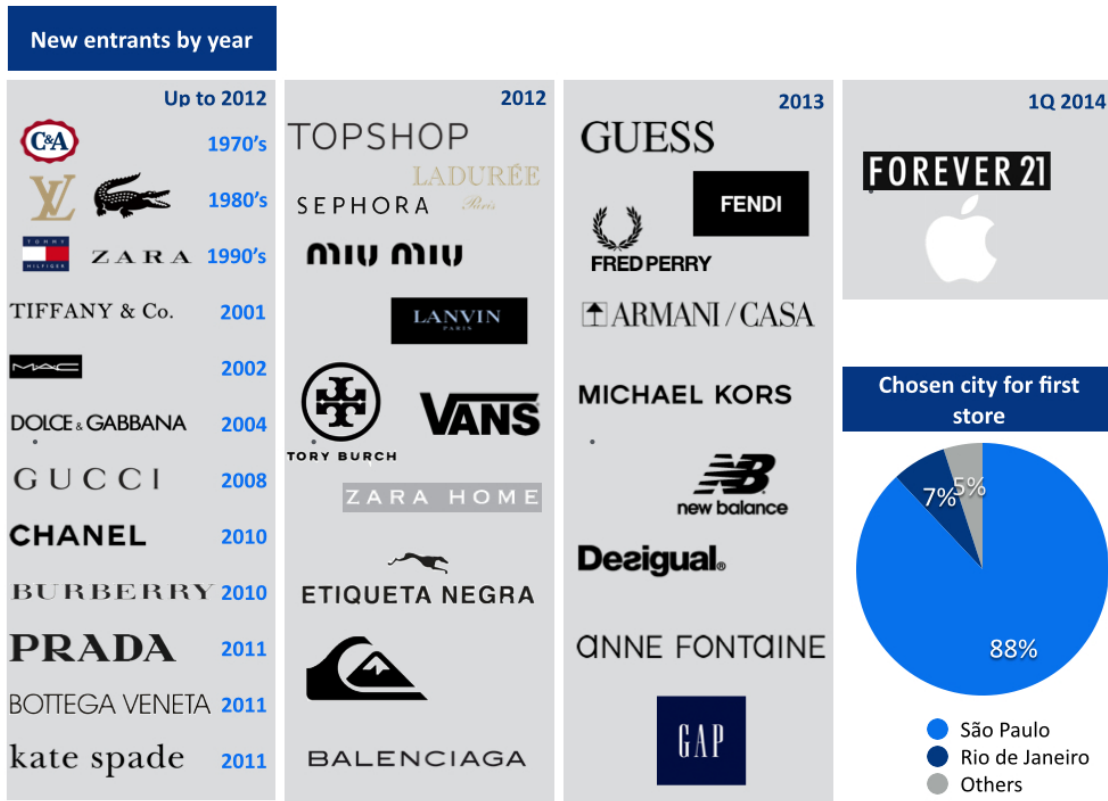 New entrants by year
Up to 2012
C&A 1970's
LV 1980's
TOMMY HILFIGER ZARA 1990's
TIFFANY & Co. 2001
MAC 2002
DOLCE & GABBANA 2004
GUCCI 2008
CHANEL 2010
BURBERRY 2010
PRADA 2011
BOTTEGA VENETA 2011
kate spade 2011
2012
TOPSHOP
LADURÉE
Paris
SEPHORA
miu miu
LANVIN
PARIS
TORY BURCH
VANS
ZARA HOME
ETIQUETA NEGRA
BALENCIAGA
2013
GUESS
FENDI
FRED PERRY
ARMANI / CASA
MICHAEL KORS
NB
new balance
Desigual®
aNNE FONTaINE
GAP
1Q 2014
FOREVER 21
Chosen city for first
store
7%
5%
88%
São Paulo
Rio de Janeiro
Others